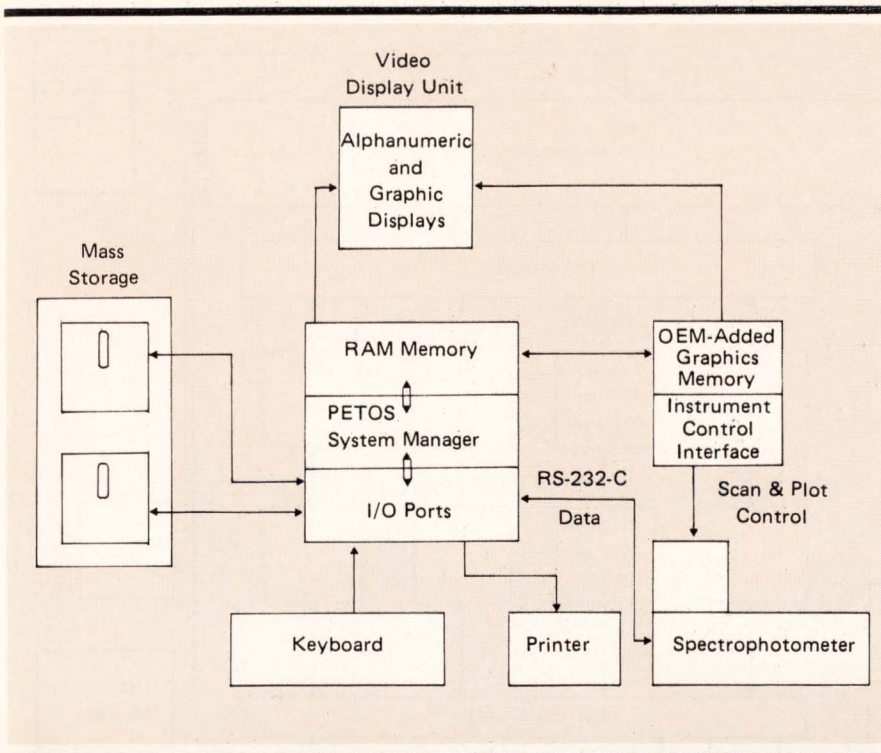 Video
Display Unit
Alphanumeric
and
Graphic
Displays
Mass
Storage
RAM Memory
PETOS
System Manager
I/O Ports
OEM-Added
Graphics
Memory
Instrument
Control
Interface
RS-232-C
Data
Scan & Plot
Control
Keyboard
Printer
Spectrophotometer